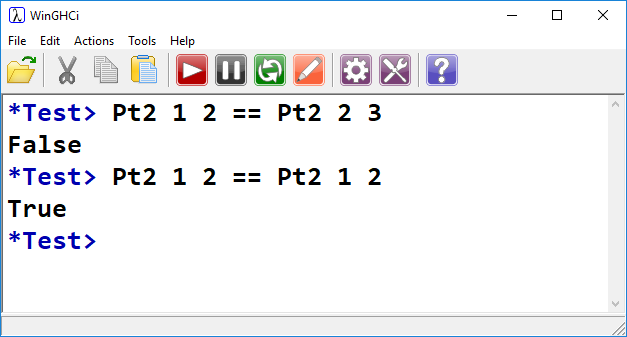 WinGHCi
File Edit Actions Tools Help
*Test> Pt2 1 2 == Pt2 2 3
False
*Test> Pt2 1 2 == Pt2 1 2
True
*Test>